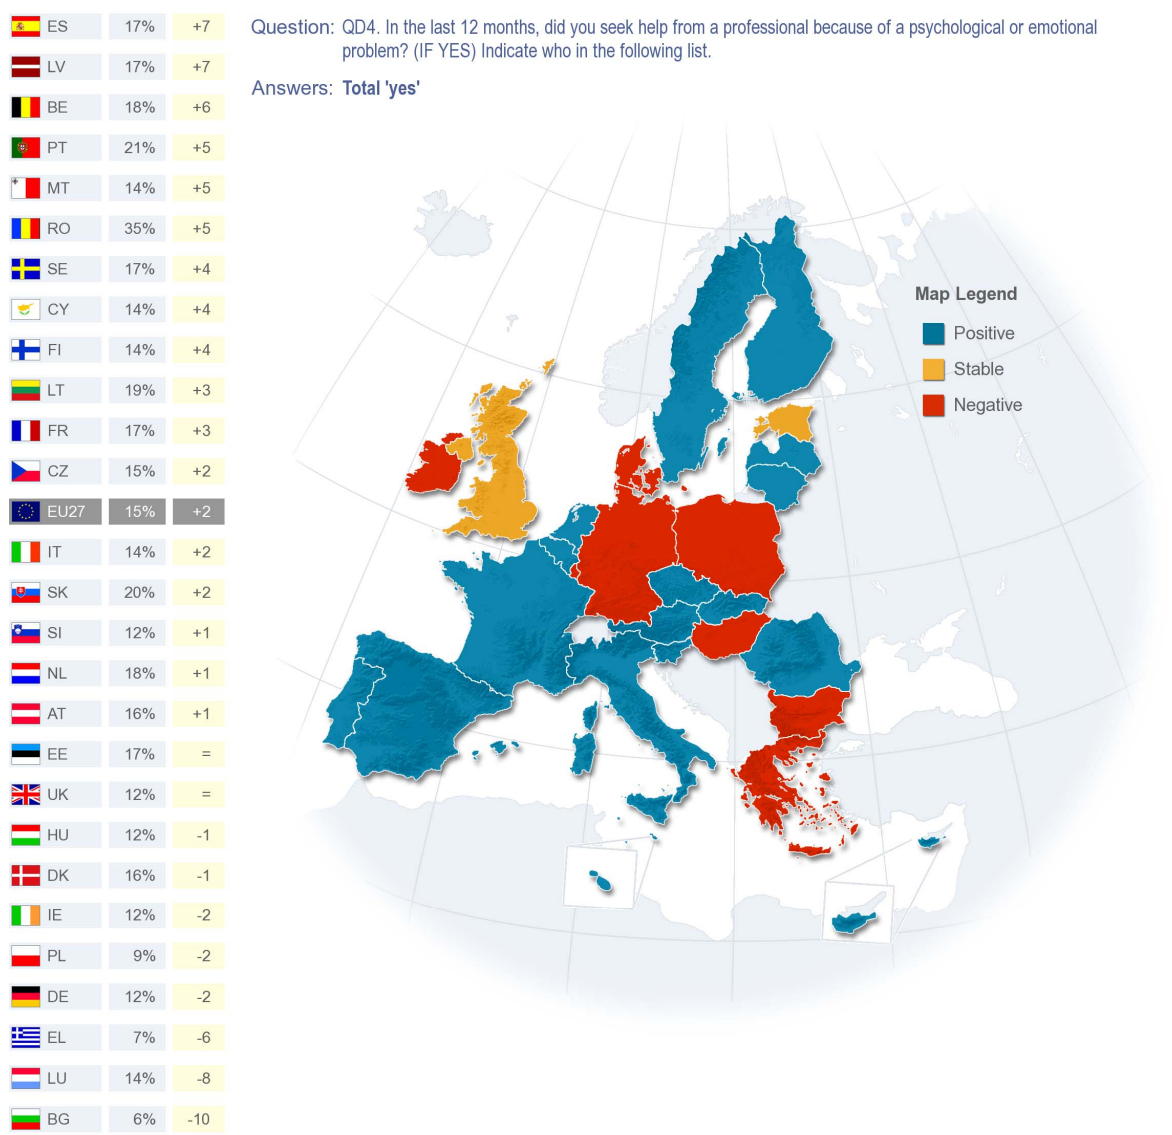 Question: QD4. In the last 12 months, did you seek help from a professional because of a psychological or emotional
problem? (IF YES) Indicate who in the following list.
Answers: Total 'yes'
ES 17% +7
LV 17% +7
BE 18% +6
PT 21% +5
MT 14% +5
RO 35% +5
SE 17% +4
CY 14% +4
FI 14% +4
LT 19% +3
FR 17% +3
CZ 15% +2
EU27 15% +2
IT 14% +2
SK 20% +2
SI 12% +1
NL 18% +1
AT 16% +1
EE 17% =
UK 12% =
HU 12% -1
DK 16% -1
IE 12% -2
PL 9% -2
DE 12% -2
EL 7% -6
LU 14% -8
BG 6% -10
Map Legend
Positive
Stable
Negative